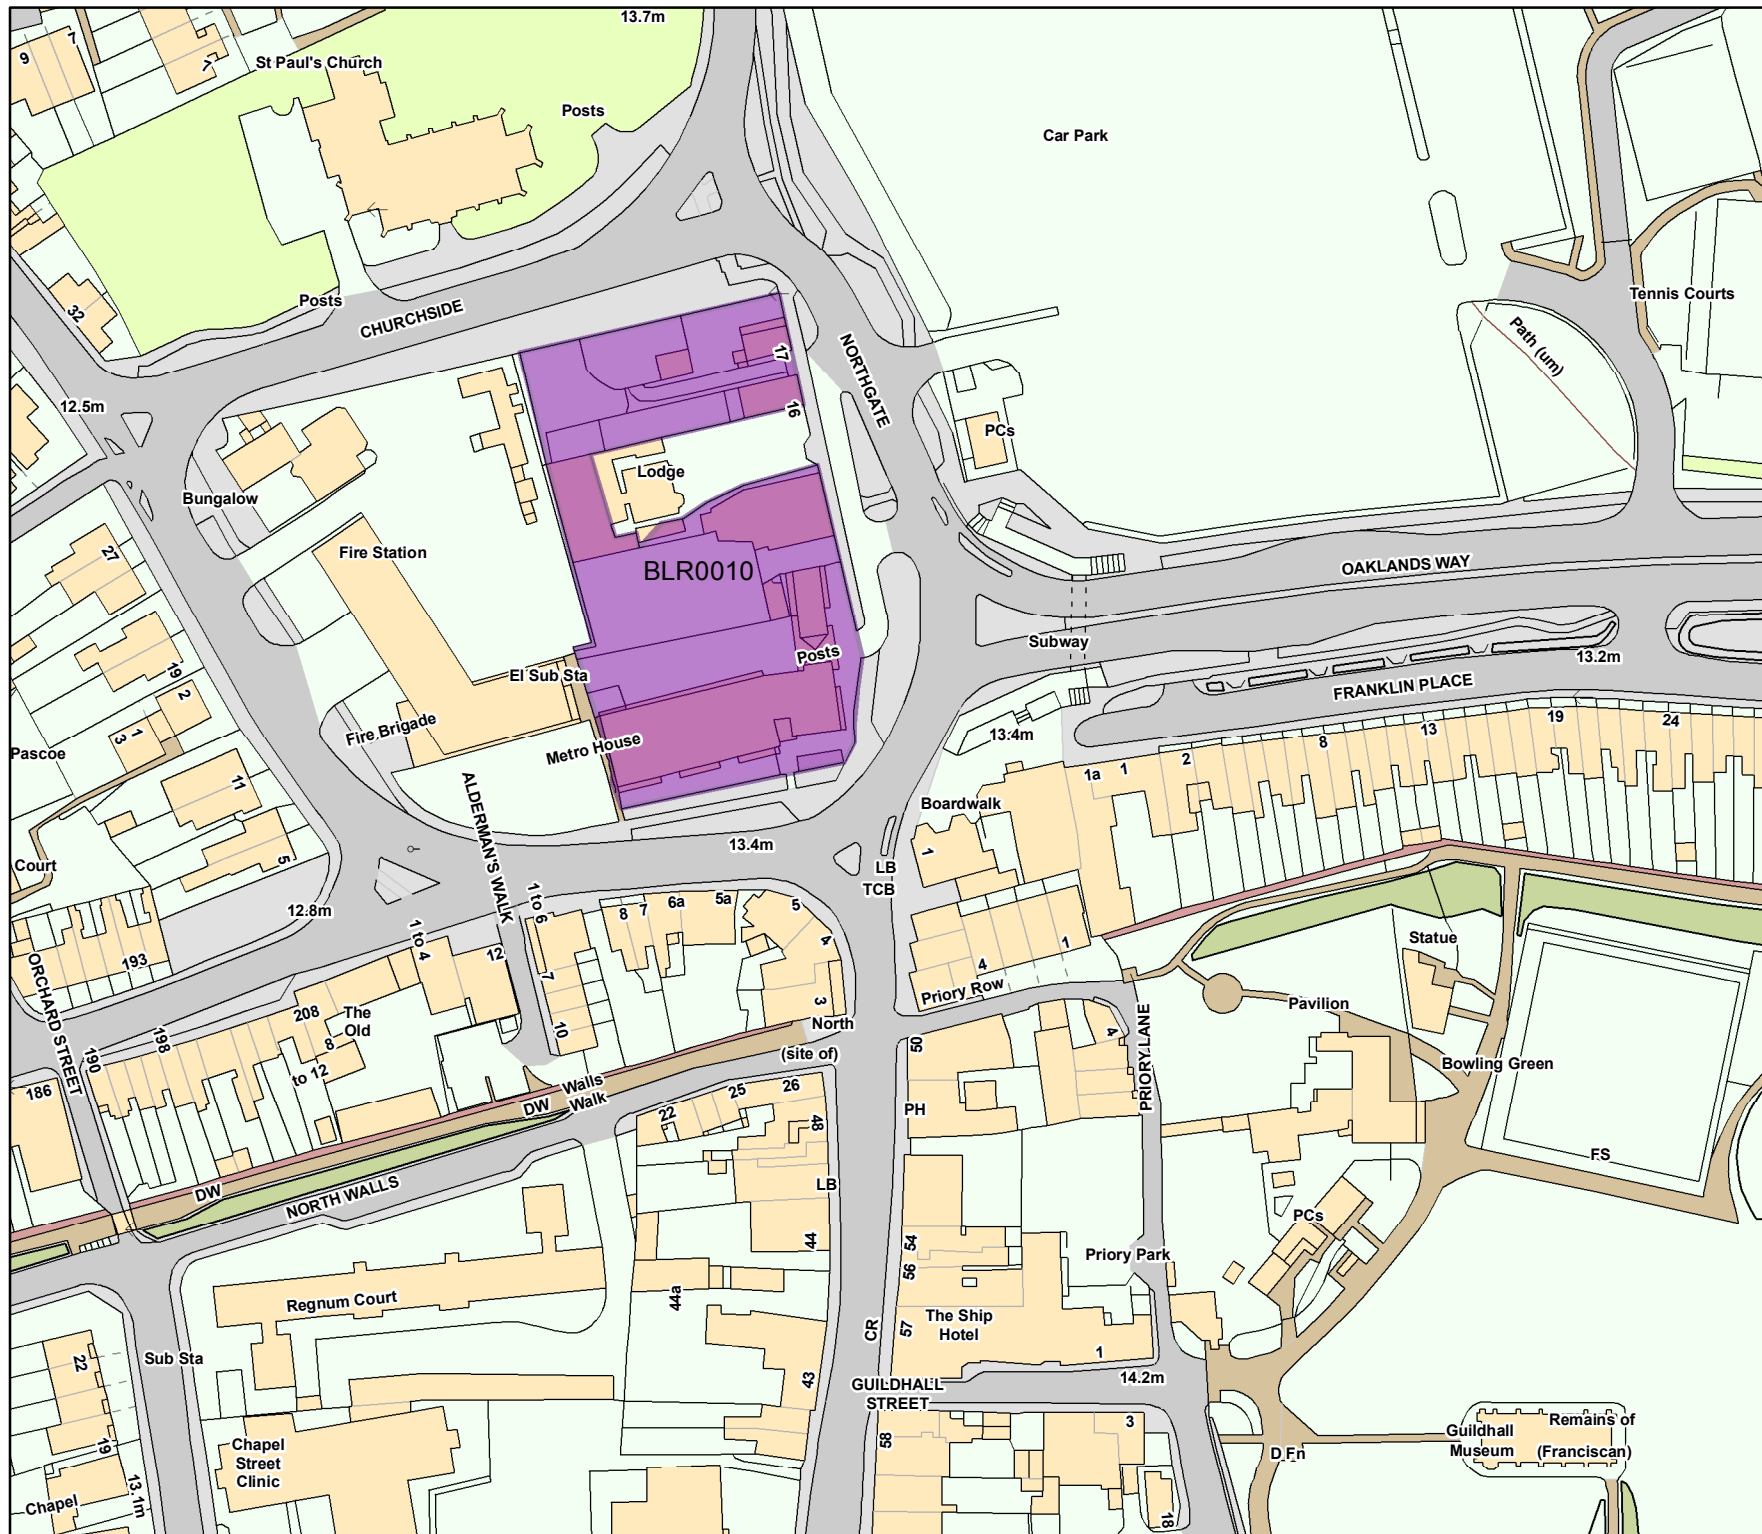 13.7m
9
7
7
St Paul's Church
Posts
Car Park
32
Posts
CHURCHSIDE
NORTHGATE
17
16
Tennis Courts
Path (um)
12.5m
PCs
Lodge
Bungalow
27
Fire Station
BLR0010
OAKLANDS WAY
Subway
Posts
13.2m
FRANKLIN PLACE
19
2
El Sub Sta
1
3
Fire Brigade
Metro House
13.4m
Pascoe
11
1a
1
2
8
13
19
24
ALDERMAN'S WALK
Boardwalk
1
13.4m
5
Court
LB
TCB
12.8m
1 to 6
8
7
6a
5a
5
4
1 to 4
12
193
7
1
4
Statue
ORCHARD STREET
Priory Row
3
208
The
Old
8
to 12
198
190
10
North
(site of)
50
4
PRIORY LANE
Pavilion
Bowling Green
186
Walls
Walk
DW
22
25
26
48
PH
FS
DW
NORTH WALLS
LB
PCs
44
54
56
Priory Park
Regnum Court
44a
The Ship
Hotel
CR
57
1
22
Sub Sta
43
GUILDHALL
STREET
14.2m
19
Chapel
Street
Clinic
58
3
D Fn
Guildhall
Museum
Remains of
(Franciscan)
Chapel
13.1m
18